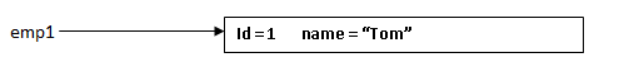 emp1 Id = 1 name = “Tom”